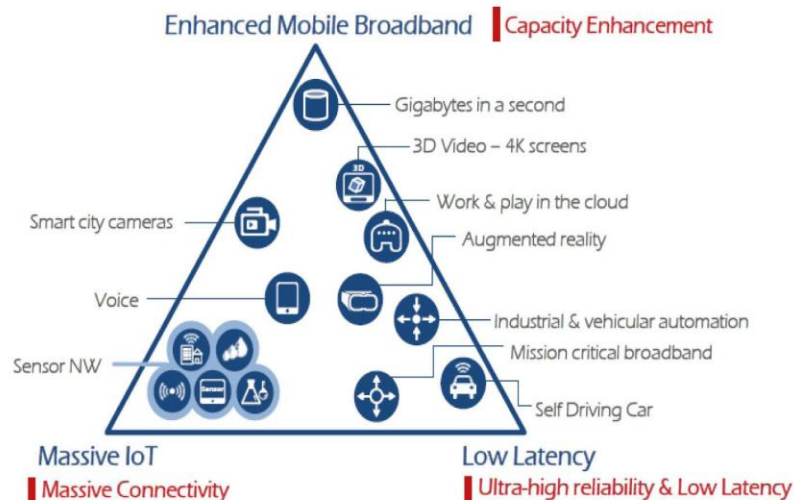 Enhanced Mobile Broadband
Capacity Enhancement
Gigabytes in a second
3D Video – 4K screens
3D
Work & play in the cloud
Smart city cameras
Augmented reality
Voice
Industrial & vehicular automation
Mission critical broadband
Sensor NW
Sensor
Self Driving Car
Massive IoT
Low Latency
Massive Connectivity
Ultra-high reliability & Low Latency